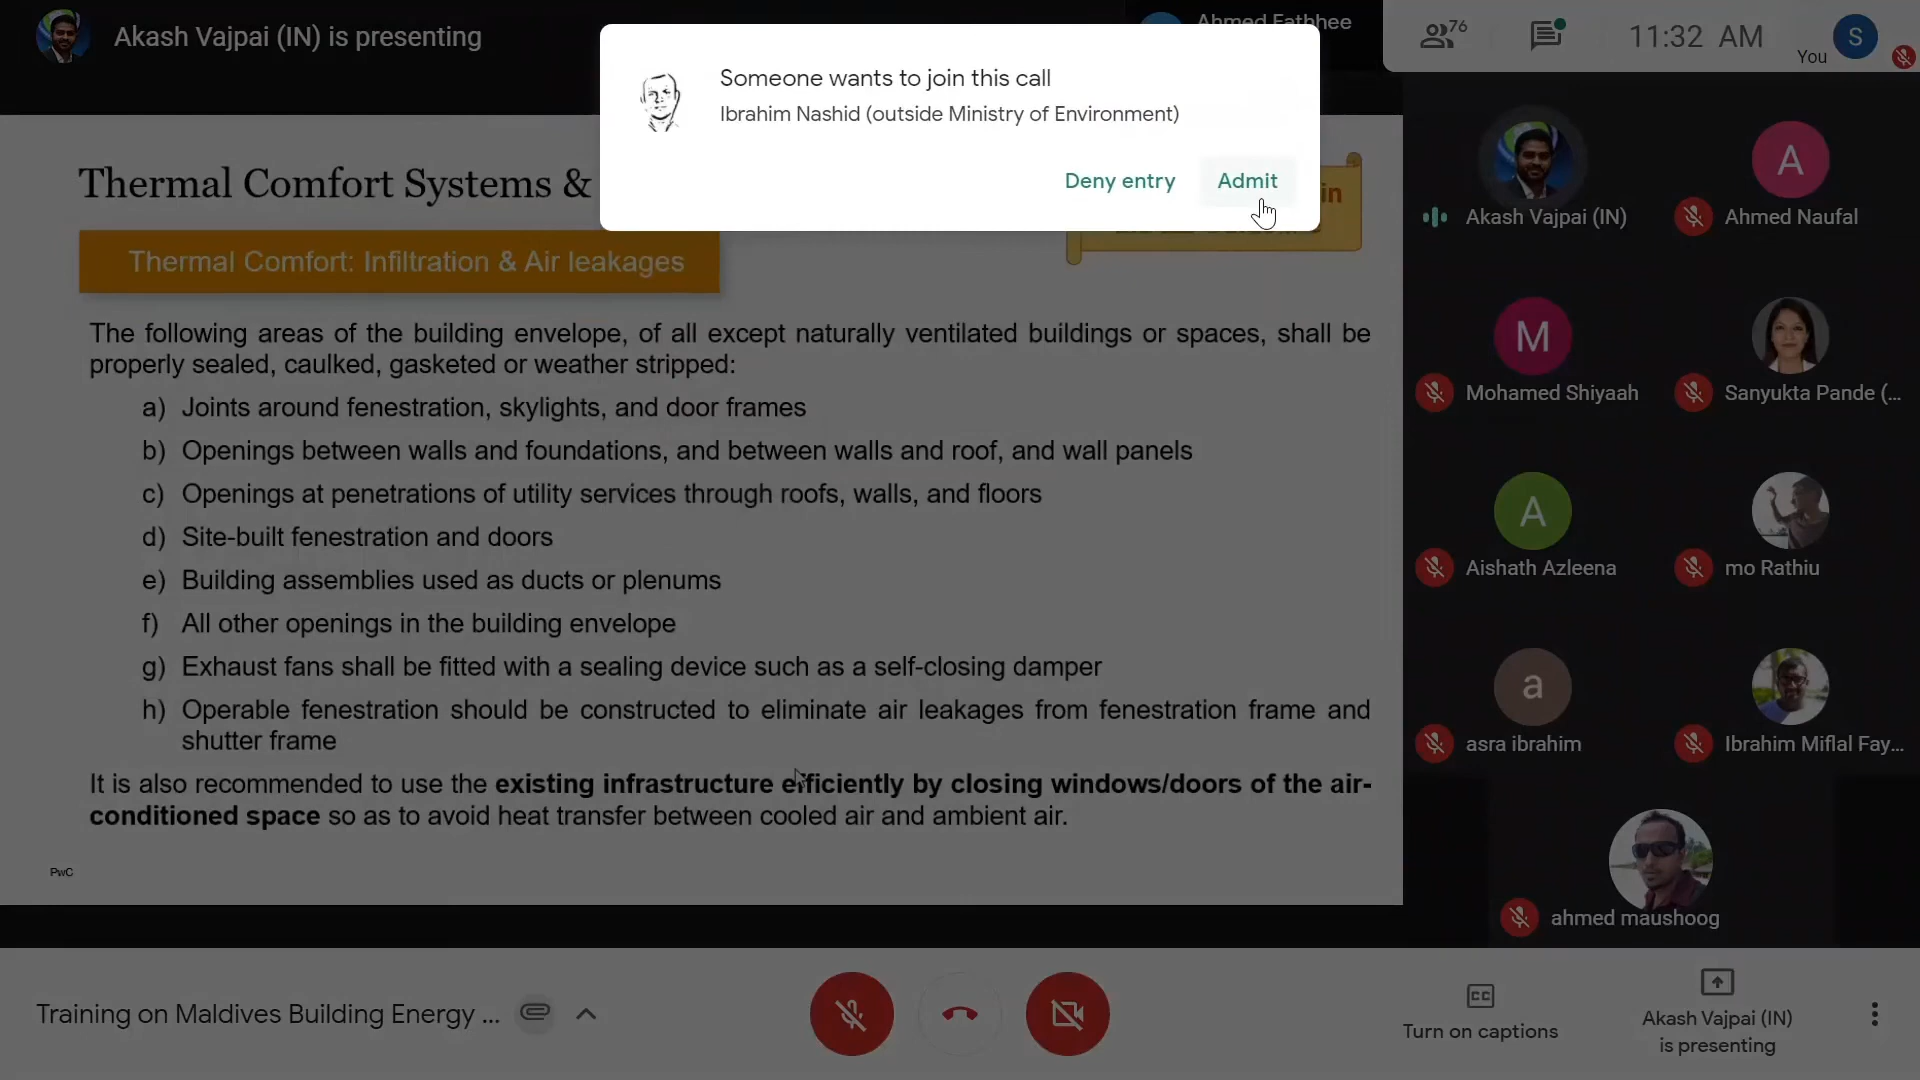 Akash Vajpai (IN) is presenting
Ahmed Fathhee
76
11:32 AM
You
S
Someone wants to join this call
Ibrahim Nashid (outside Ministry of Environment)
Deny entry
Admit
Thermal Comfort Systems &
in
Thermal Comfort: Infiltration & Air leakages
The following areas of the building envelope, of all except naturally ventilated buildings or spaces, shall be
properly sealed, caulked, gasketed or weather stripped:
a) Joints around fenestration, skylights, and door frames
b) Openings between walls and foundations, and between walls and roof, and wall panels
c) Openings at penetrations of utility services through roofs, walls, and floors
d) Site-built fenestration and doors
e) Building assemblies used as ducts or plenums
f) All other openings in the building envelope
g) Exhaust fans shall be fitted with a sealing device such as a self-closing damper
h) Operable fenestration should be constructed to eliminate air leakages from fenestration frame and
shutter frame
It is also recommended to use the existing infrastructure efficiently by closing windows/doors of the air-
conditioned space so as to avoid heat transfer between cooled air and ambient air.
PwC
Akash Vajpai (IN)
A
Ahmed Naufal
M
Mohamed Shiyaah
Sanyukta Pande (...
A
Aishath Azleena
mo Rathiu
a
asra ibrahim
Ibrahim Miflal Fay...
ahmed maushoog
Training on Maldives Building Energy ...
CC
Turn on captions
Akash Vajpai (IN)
is presenting